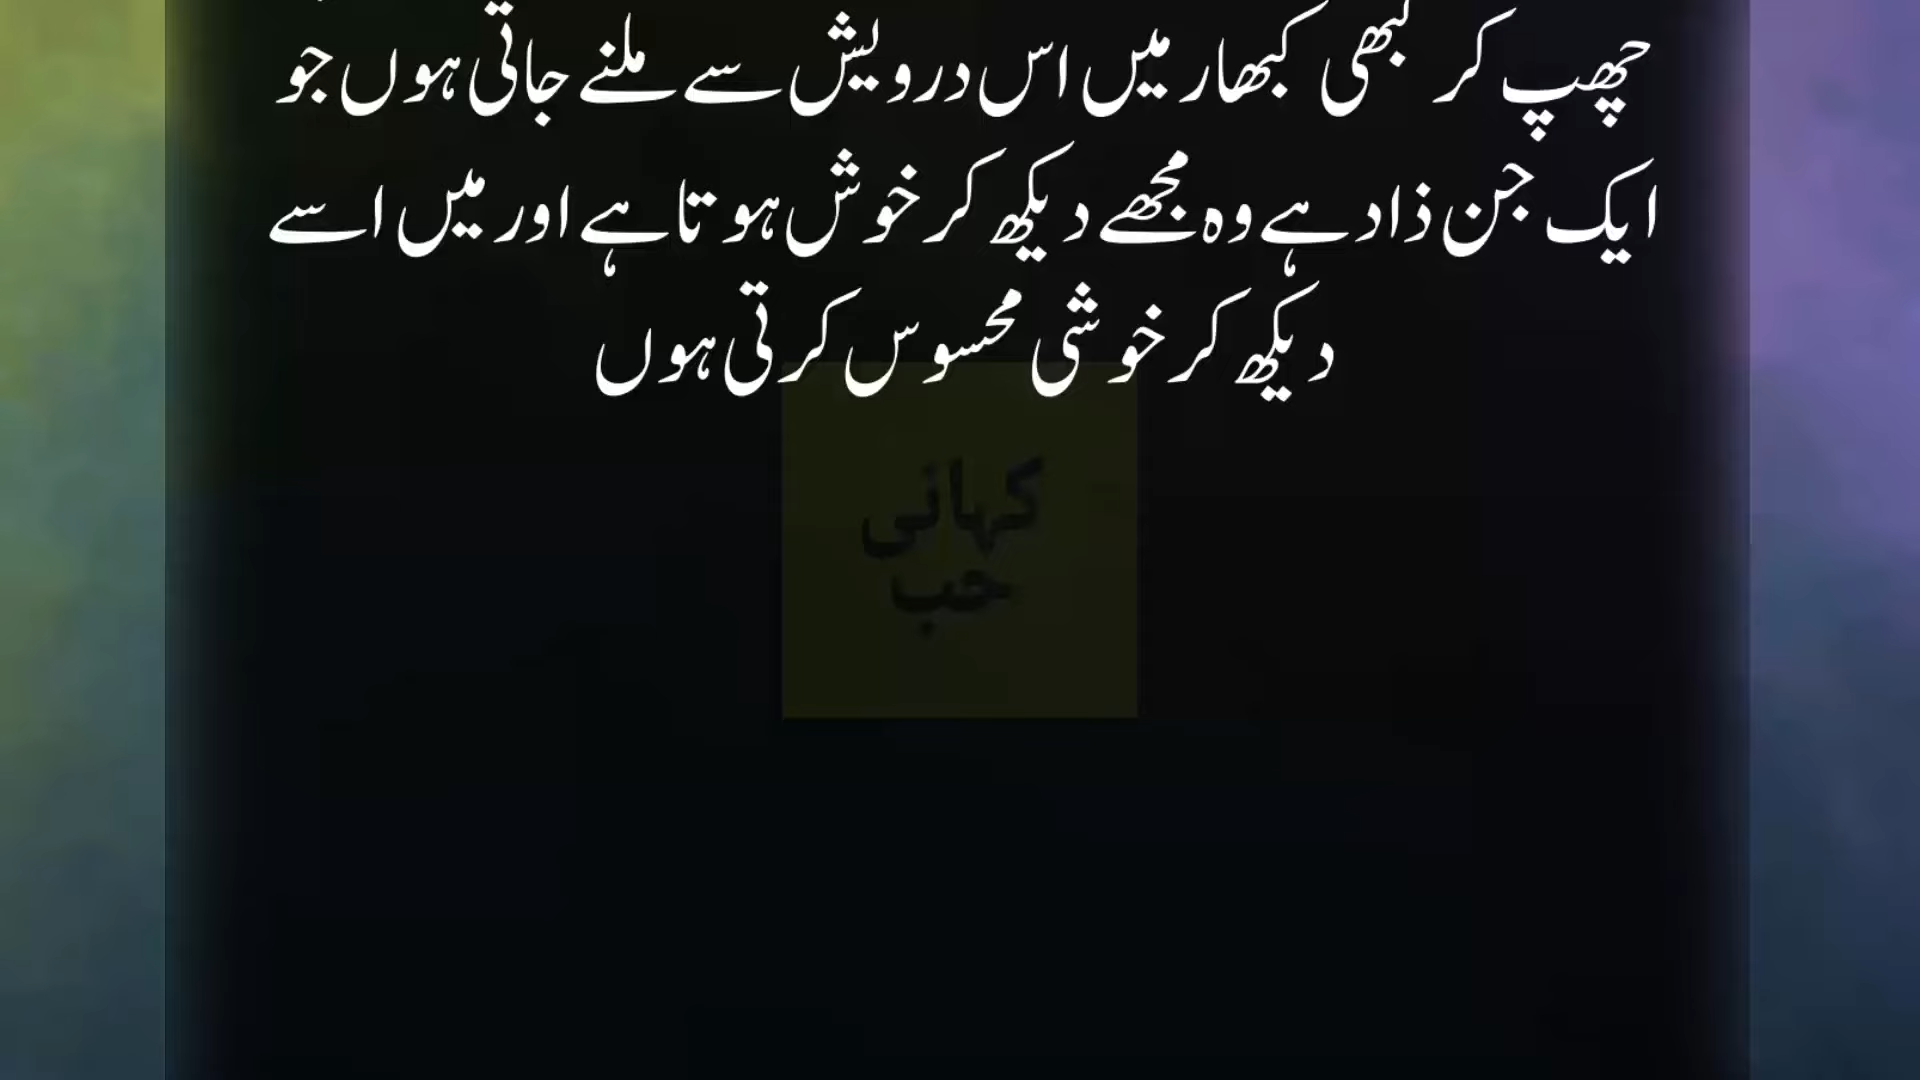 چھپ کر کبھی کبھار میں اس درویش سے ملنے جاتی ہوں جو
ایک جن ذاد ہے وہ مجھے دیکھ کر خوش ہوتا ہے اور میں اسے
دیکھ کر خوشی محسوس کرتی ہوں
کہانی
حب